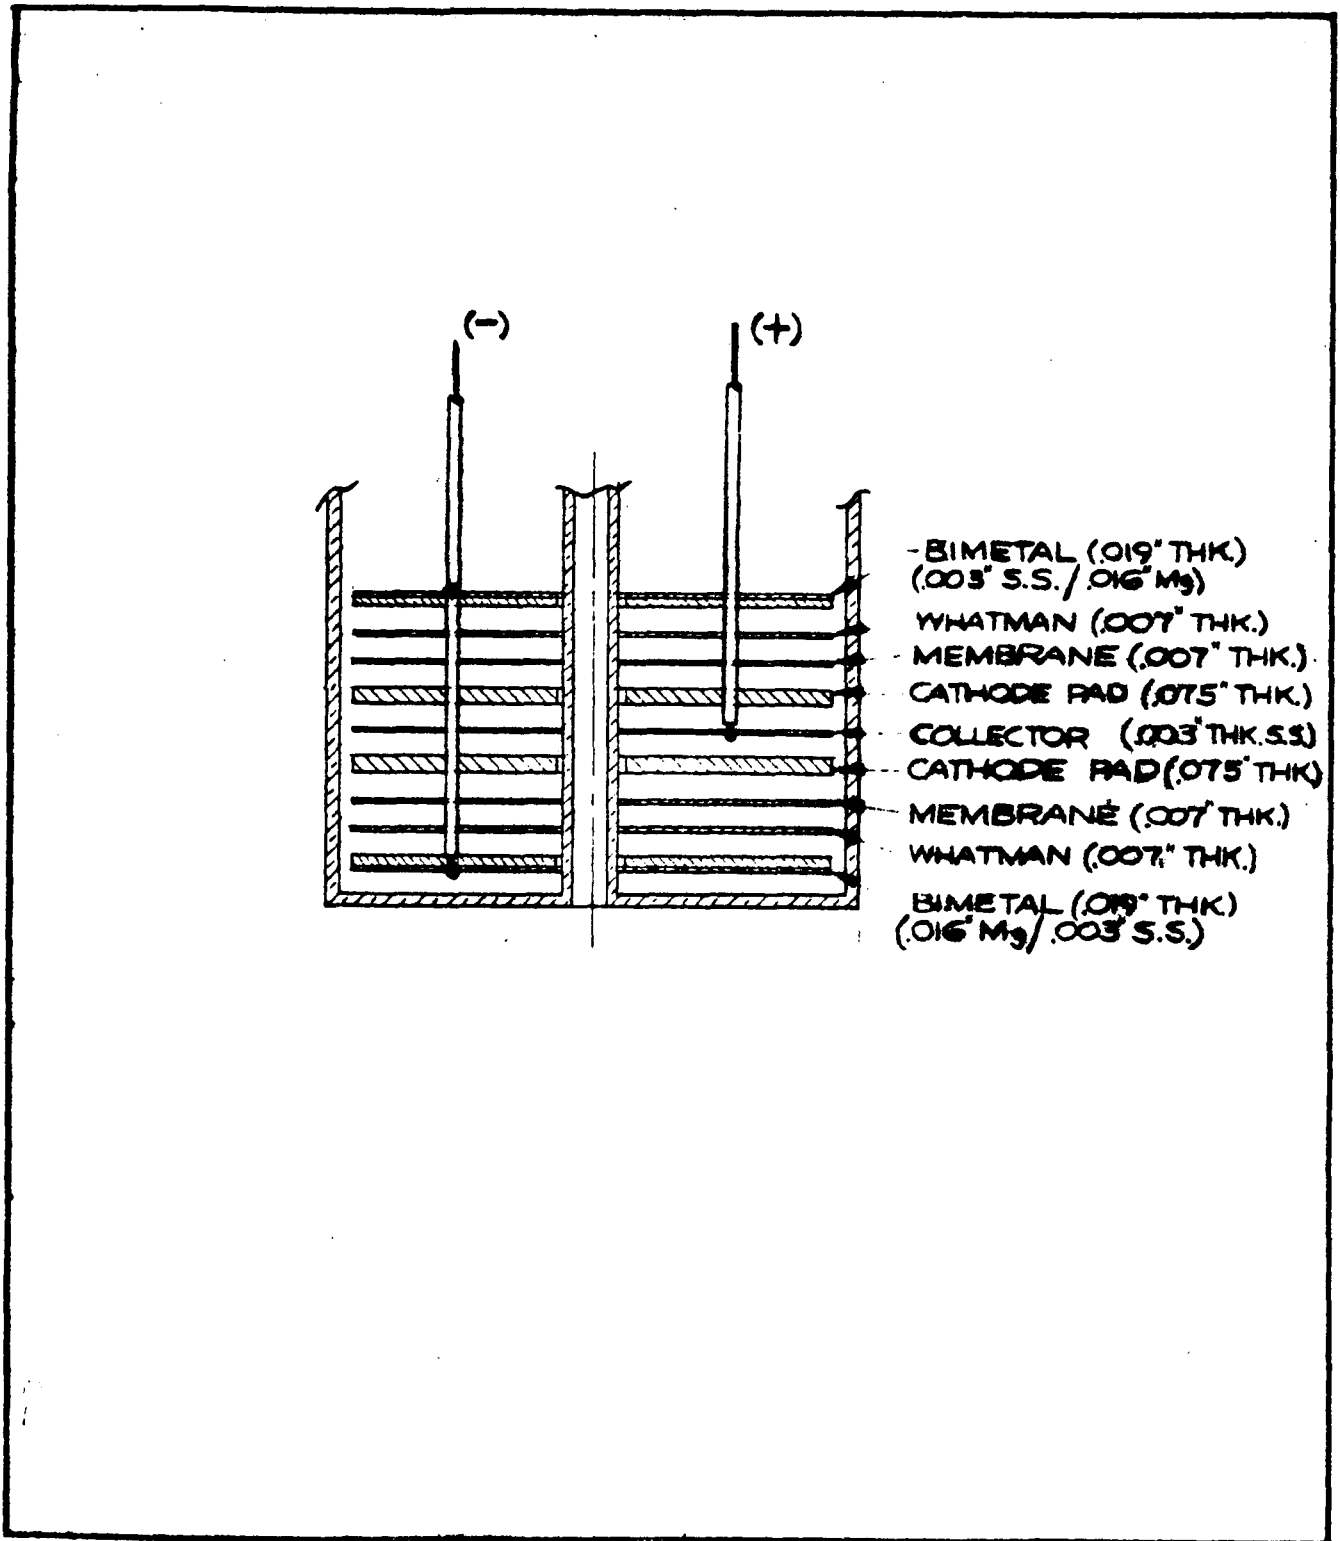 (-)
(+)
- BIMETAL (.019" THK.)
(.003" S.S./.016" Mg)
WHATMAN (.007" THK.)
MEMBRANE (.007" THK.)
CATHODE PAD (.075" THK.)
COLLECTOR (.003" THK. S.S)
CATHODE PAD (.075" THK)
MEMBRANE (.007" THK.)
WHATMAN (.007" THK.)
BIMETAL (.019" THK)
(.016" Mg/.003" S.S.)